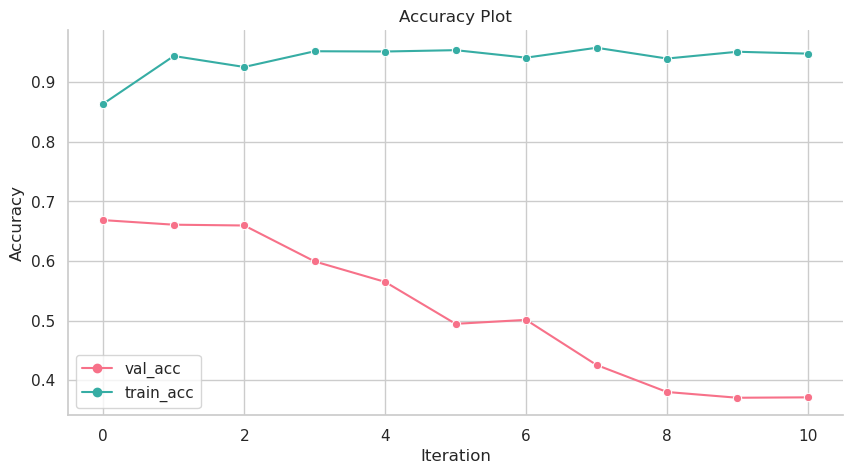 Accuracy Plot
Accuracy
0.9
0.8
0.7
0.6
0.5
0.4
val_acc
train_acc
0 2 4 6 8 10
Iteration